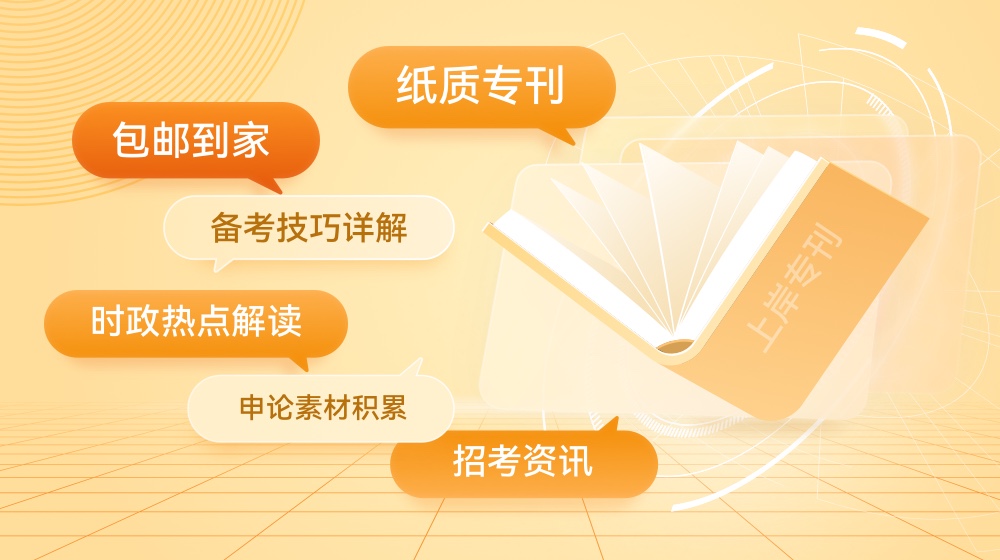 纸质专刊
包邮到家
备考技巧详解
时政热点解读
申论素材积累
招考资讯
上岸专刊